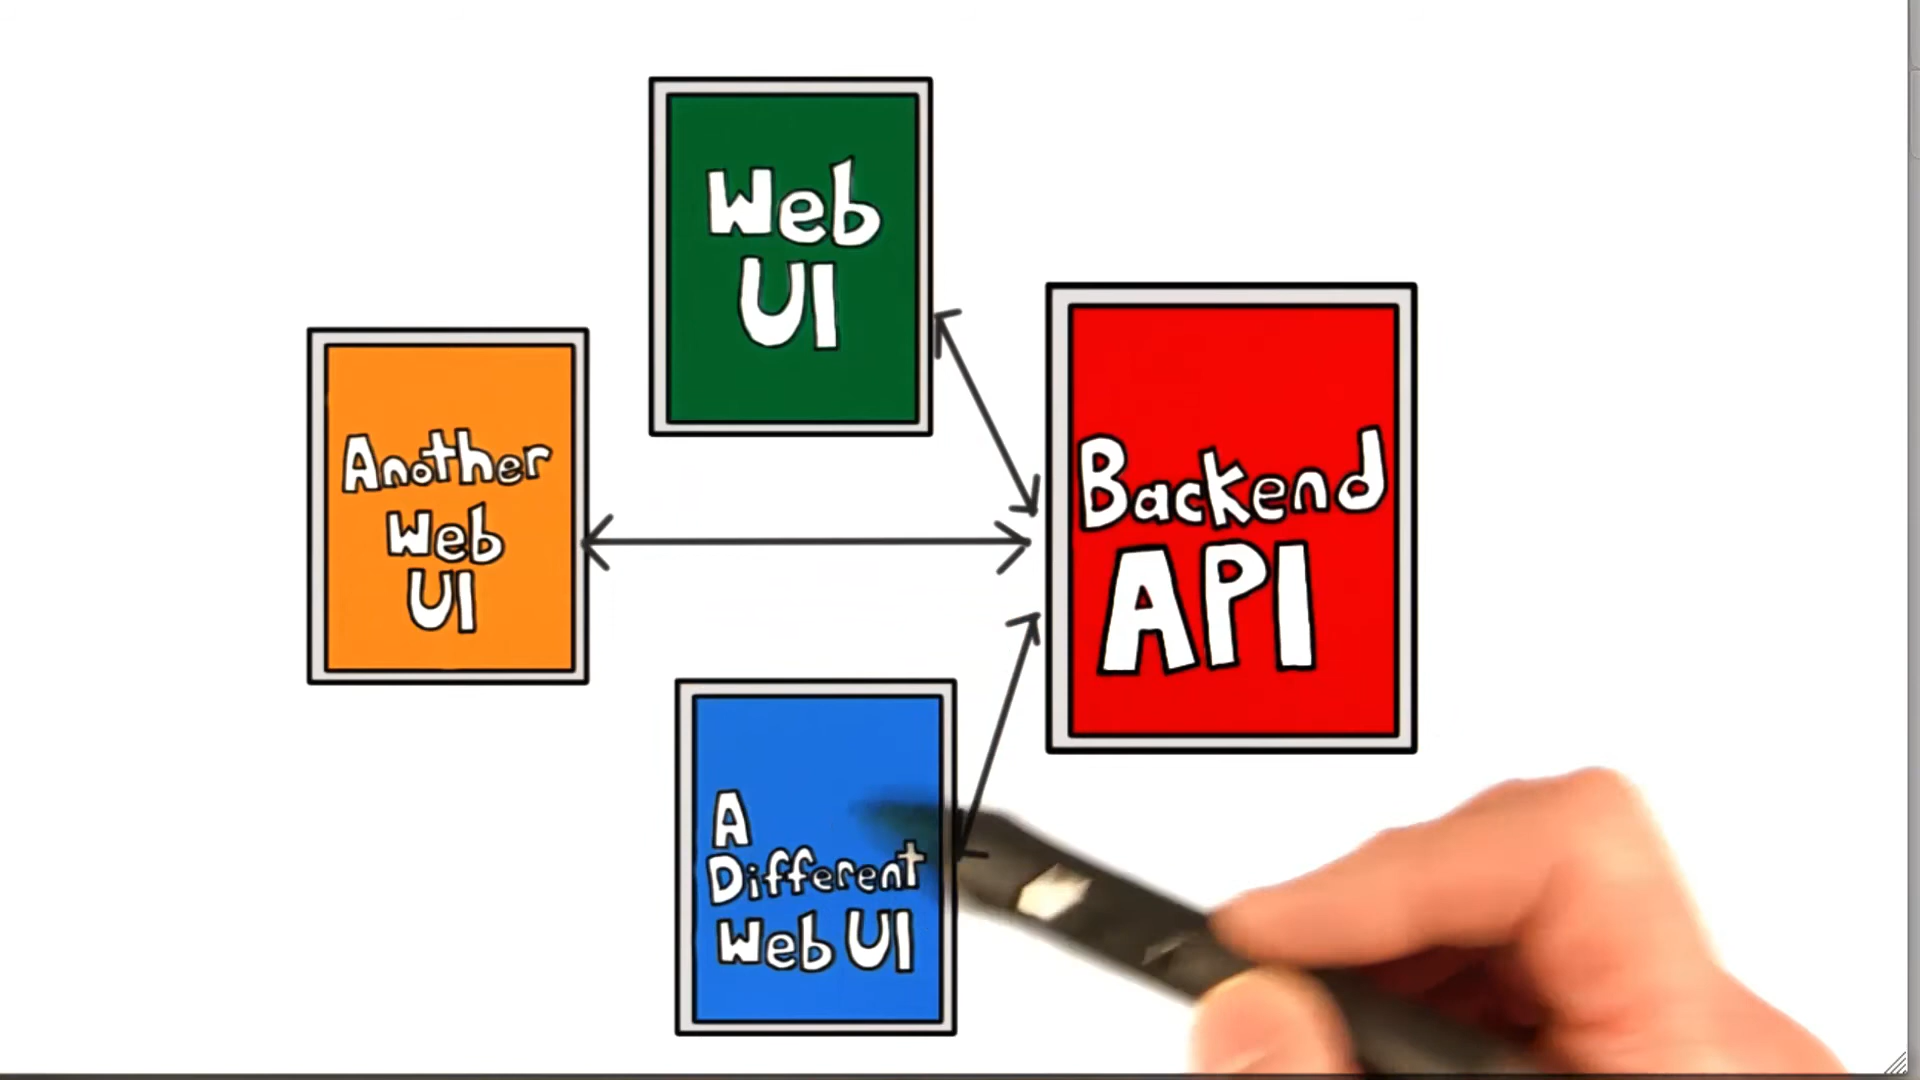 Web
UI
Another
Web
UI
Backend
API
A
Different
Web UI